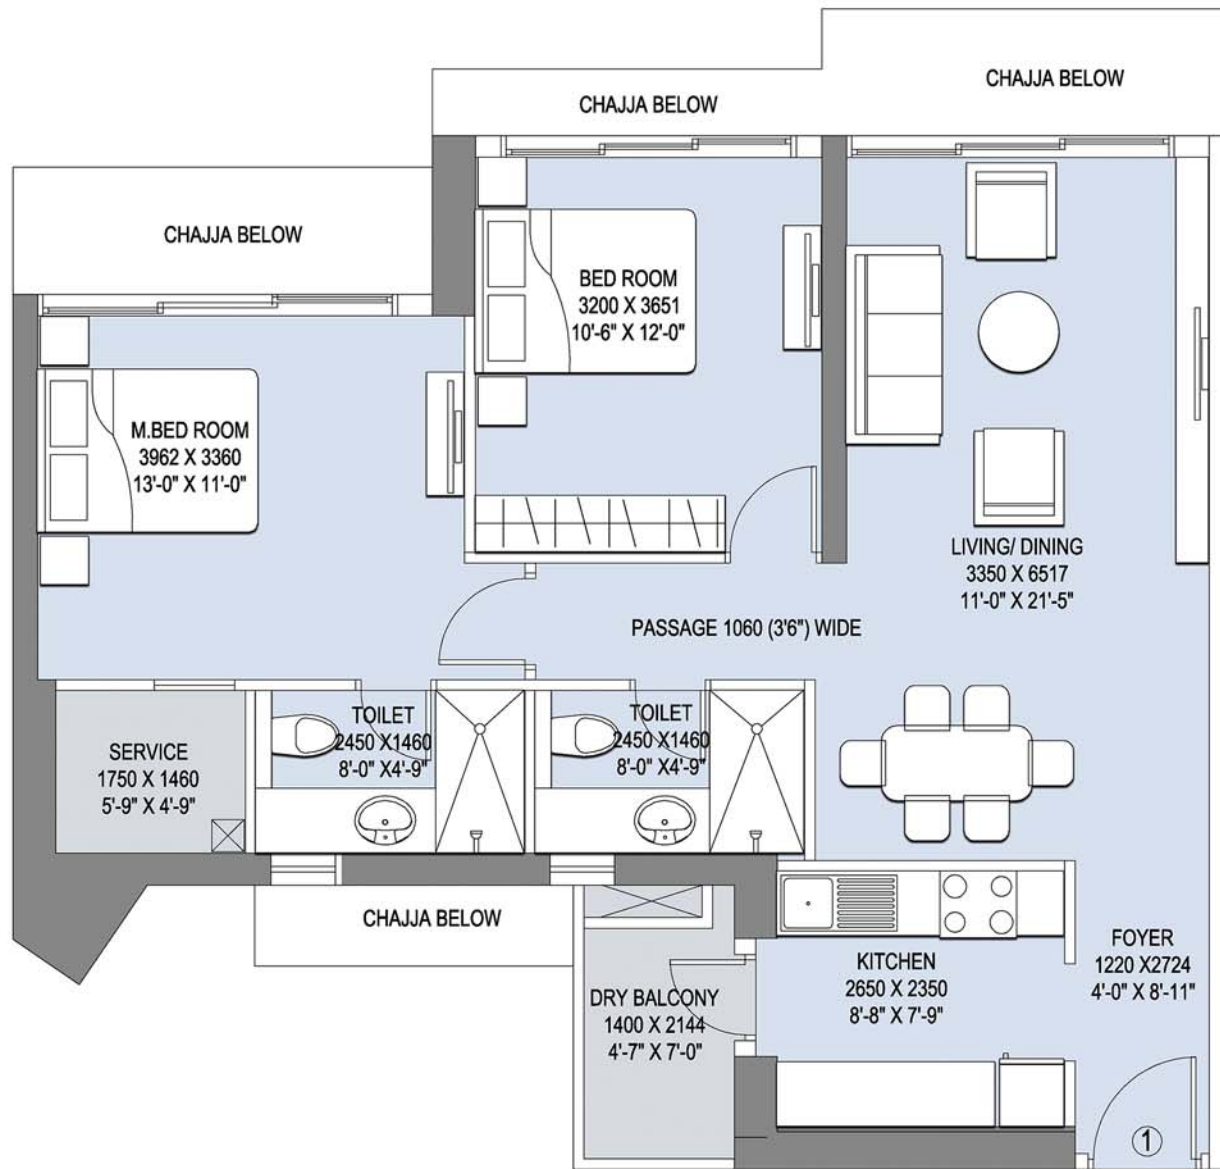 CHAJJA BELOW
CHAJJA BELOW
CHAJJA BELOW
BED ROOM
3200 X 3651
10'-6" X 12'-0"
M.BED ROOM
3962 X 3360
13'-0" X 11'-0"
LIVING/ DINING
3350 X 6517
11'-0" X 21'-5"
PASSAGE 1060 (3'6") WIDE
TOILET
2450 X1460
8'-0" X4'-9"
TOILET
2450 X1460
8'-0" X4'-9"
SERVICE
1750 X 1460
5'-9" X 4'-9"
CHAJJA BELOW
DRY BALCONY
1400 X 2144
4'-7" X 7'-0"
KITCHEN
2650 X 2350
8'-8" X 7'-9"
FOYER
1220 X2724
4'-0" X 8'-11"
1